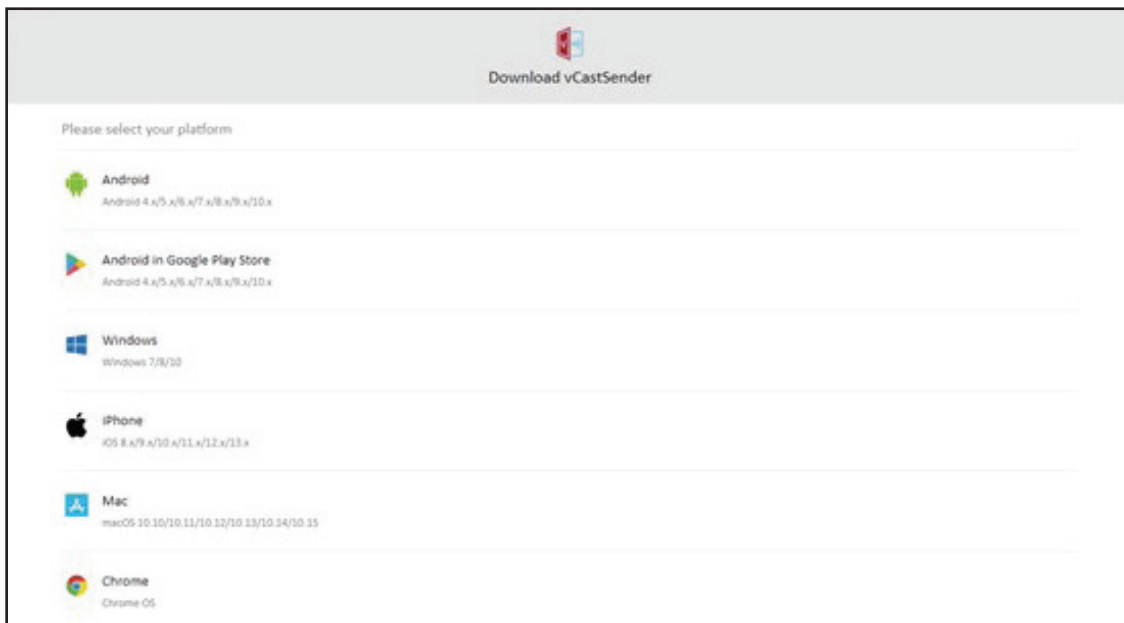 Download vCastSender
Please select your platform
Android
Android 4.x/5.x/6.x/7.x/8.x/9.x/10.x
Android in Google Play Store
Android 4.x/5.x/6.x/7.x/8.x/9.x/10.x
Windows
Windows 7/8/10
iPhone
iOS 8.x/9.x/10.x/11.x/12.x/13.x
Mac
macOS 10.10/10.11/10.12/10.13/10.14/10.15
Chrome
Chrome OS